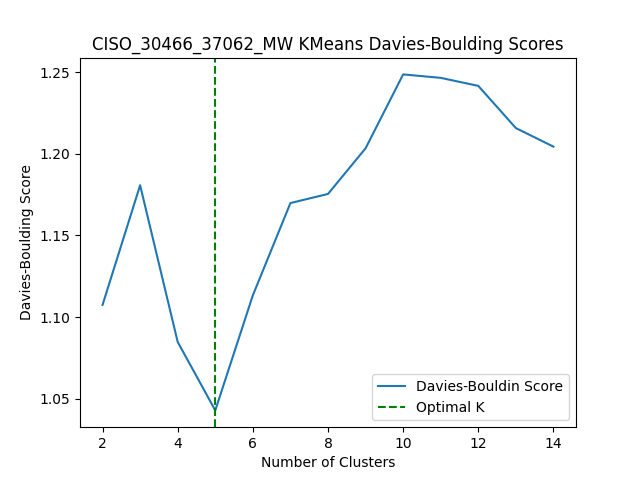 CISO_30466_37062_MW KMeans Davies-Boulding Scores
Davies-Boulding Score
1.25
1.20
1.15
1.10
1.05
Davies-Bouldin Score
Optimal K
2 4 6 8 10 12 14
Number of Clusters